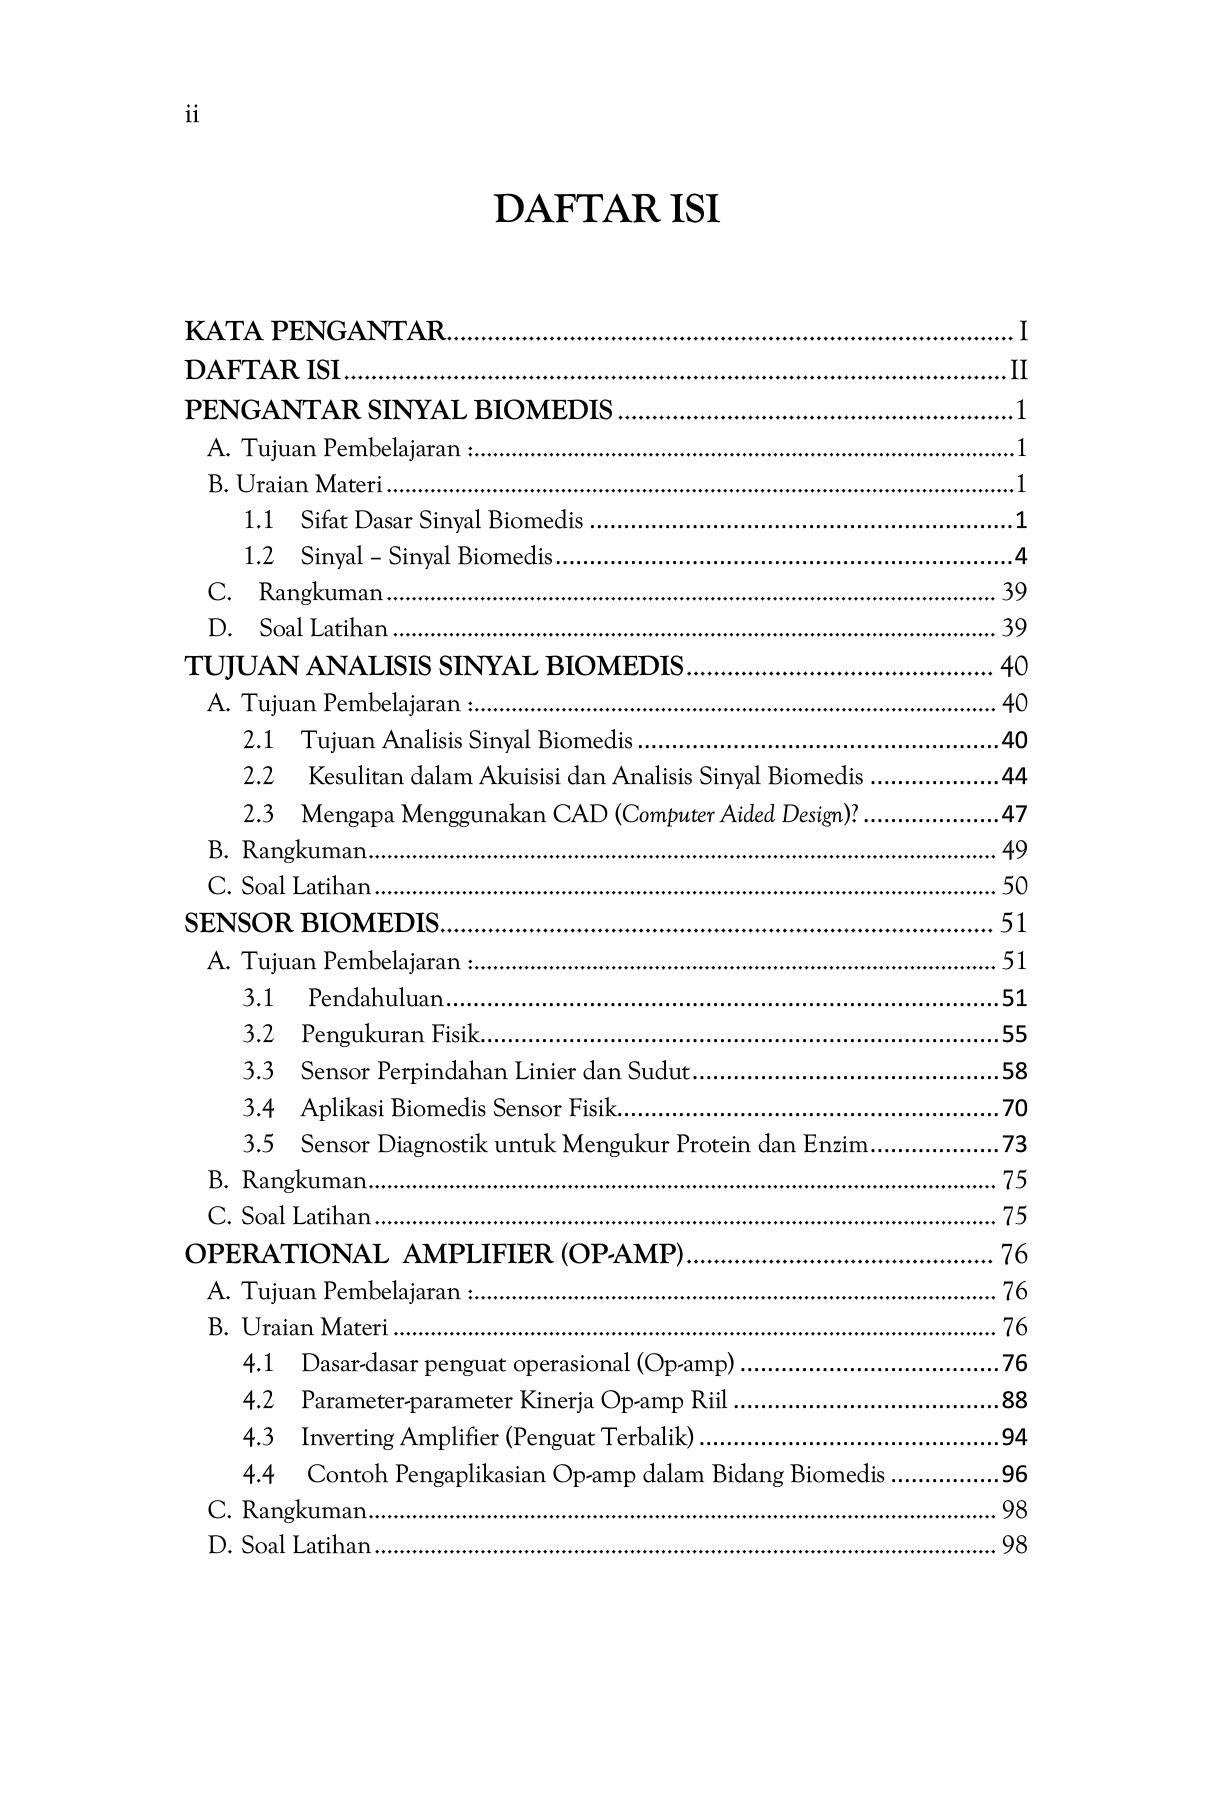 ii
DAFTAR ISI
KATA PENGANTAR.................................................................................... I
DAFTAR ISI.................................................................................................. II
PENGANTAR SINYAL BIOMEDIS ...........................................................1
A. Tujuan Pembelajaran :........................................................................................1
B. Uraian Materi.....................................................................................................1
1.1 Sifat Dasar Sinyal Biomedis ..............................................................1
1.2 Sinyal – Sinyal Biomedis...................................................................4
C. Rangkuman.................................................................................................. 39
D. Soal Latihan ................................................................................................. 39
TUJUAN ANALISIS SINYAL BIOMEDIS............................................. 40
A. Tujuan Pembelajaran :..................................................................................... 40
2.1 Tujuan Analisis Sinyal Biomedis .....................................................40
2.2 Kesulitan dalam Akuisisi dan Analisis Sinyal Biomedis ...................44
2.3 Mengapa Menggunakan CAD (Computer Aided Design)? ....................47
B. Rangkuman..................................................................................................... 49
C. Soal Latihan.................................................................................................... 50
SENSOR BIOMEDIS.................................................................................. 51
A. Tujuan Pembelajaran :..................................................................................... 51
3.1 Pendahuluan.................................................................................51
3.2 Pengukuran Fisik............................................................................55
3.3 Sensor Perpindahan Linier dan Sudut.............................................58
3.4 Aplikasi Biomedis Sensor Fisik........................................................70
3.5 Sensor Diagnostik untuk Mengukur Protein dan Enzim...................73
B. Rangkuman..................................................................................................... 75
C. Soal Latihan.................................................................................................... 75
OPERATIONAL AMPLIFIER (OP-AMP)............................................. 76
A. Tujuan Pembelajaran :..................................................................................... 76
B. Uraian Materi ................................................................................................. 76
4.1 Dasar-dasar penguat operasional (Op-amp) ......................................76
4.2 Parameter-parameter Kinerja Op-amp Riil .......................................88
4.3 Inverting Amplifier (Penguat Terbalik) ............................................94
4.4 Contoh Pengaplikasian Op-amp dalam Bidang Biomedis ................96
C. Rangkuman..................................................................................................... 98
D. Soal Latihan.................................................................................................... 98